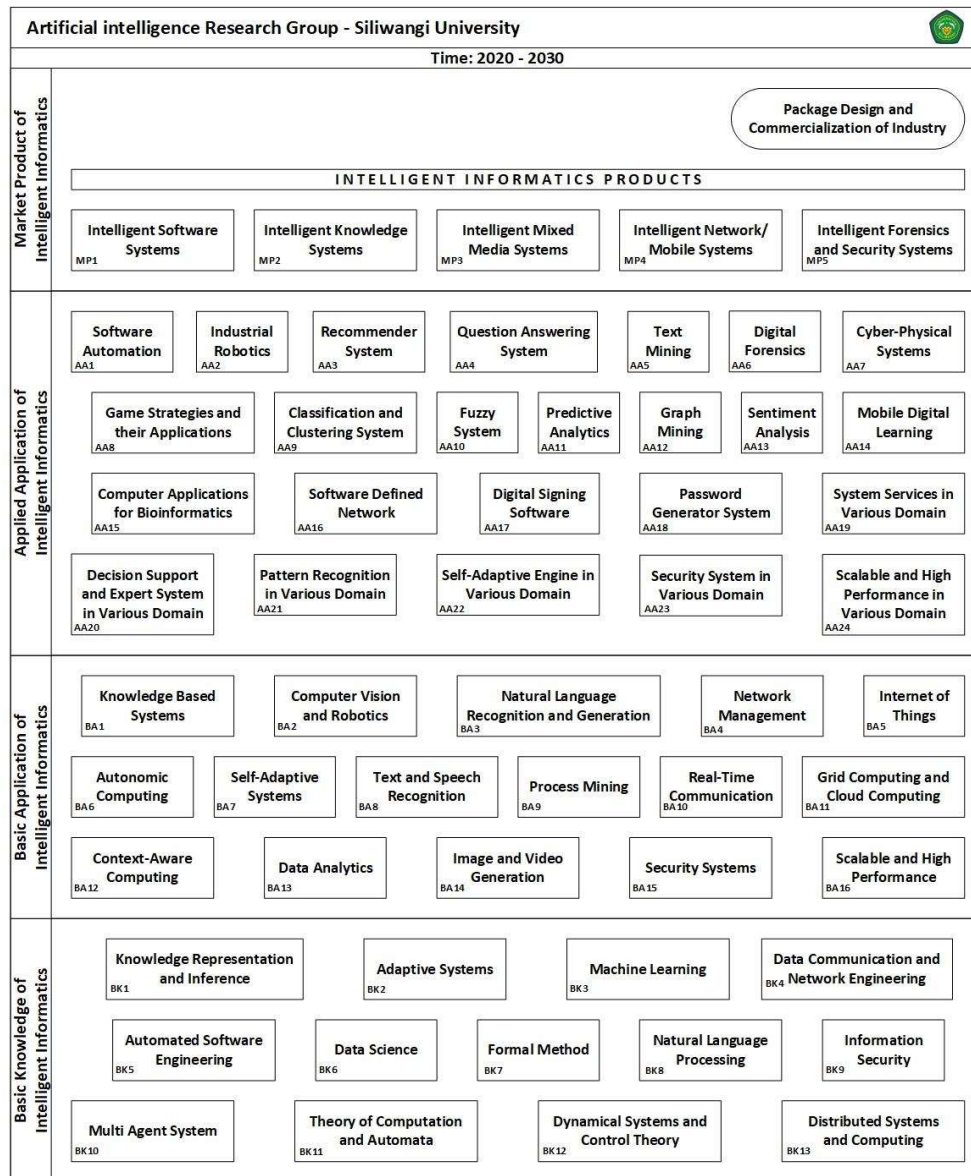 Artificial intelligence Research Group - Siliwangi University
Time: 2020 - 2030
Market Product of
Intelligent Informatics
Package Design and
Commercialization of Industry
INTELLIGENT INFORMATICS PRODUCTS
Intelligent Software
Systems
MP1
Intelligent Knowledge
Systems
MP2
Intelligent Mixed
Media Systems
MP3
Intelligent Network/
Mobile Systems
MP4
Intelligent Forensics
and Security Systems
MP5
Applied Application of
Intelligent Informatics
Software
Automation
AA1
Industrial
Robotics
AA2
Recommender
System
AA3
Question Answering
System
AA4
Text
Mining
AA5
Digital
Forensics
AA6
Cyber-Physical
Systems
AA7
Game Strategies and
their Applications
AA8
Classification and
Clustering System
AA9
Fuzzy
System
AA10
Predictive
Analytics
AA11
Graph
Mining
AA12
Sentiment
Analysis
AA13
Mobile Digital
Learning
AA14
Computer Applications
for Bioinformatics
AA15
Software Defined
Network
AA16
Digital Signing
Software
AA17
Password
Generator System
AA18
System Services in
Various Domain
AA19
Decision Support
and Expert System
in Various Domain
AA20
Pattern Recognition
in Various Domain
AA21
Self-Adaptive Engine in
Various Domain
AA22
Security System in
Various Domain
AA23
Scalable and High
Performance in
Various Domain
AA24
Basic Application of
Intelligent Informatics
Knowledge Based
Systems
BA1
Computer Vision
and Robotics
BA2
Natural Language
Recognition and Generation
BA3
Network
Management
BA4
Internet of
Things
BA5
Autonomic
Computing
BA6
Self-Adaptive
Systems
BA7
Text and Speech
Recognition
BA8
Process Mining
BA9
Real-Time
Communication
BA10
Grid Computing and
Cloud Computing
BA11
Context-Aware
Computing
BA12
Data Analytics
BA13
Image and Video
Generation
BA14
Security Systems
BA15
Scalable and High
Performance
BA16
Basic Knowledge of
Intelligent Informatics
Knowledge Representation
and Inference
BK1
Adaptive Systems
BK2
Machine Learning
BK3
Data Communication and
Network Engineering
BK4
Automated Software
Engineering
BK5
Data Science
BK6
Formal Method
BK7
Natural Language
Processing
BK8
Information
Security
BK9
Multi Agent System
BK10
Theory of Computation
and Automata
BK11
Dynamical Systems and
Control Theory
BK12
Distributed Systems
and Computing
BK13